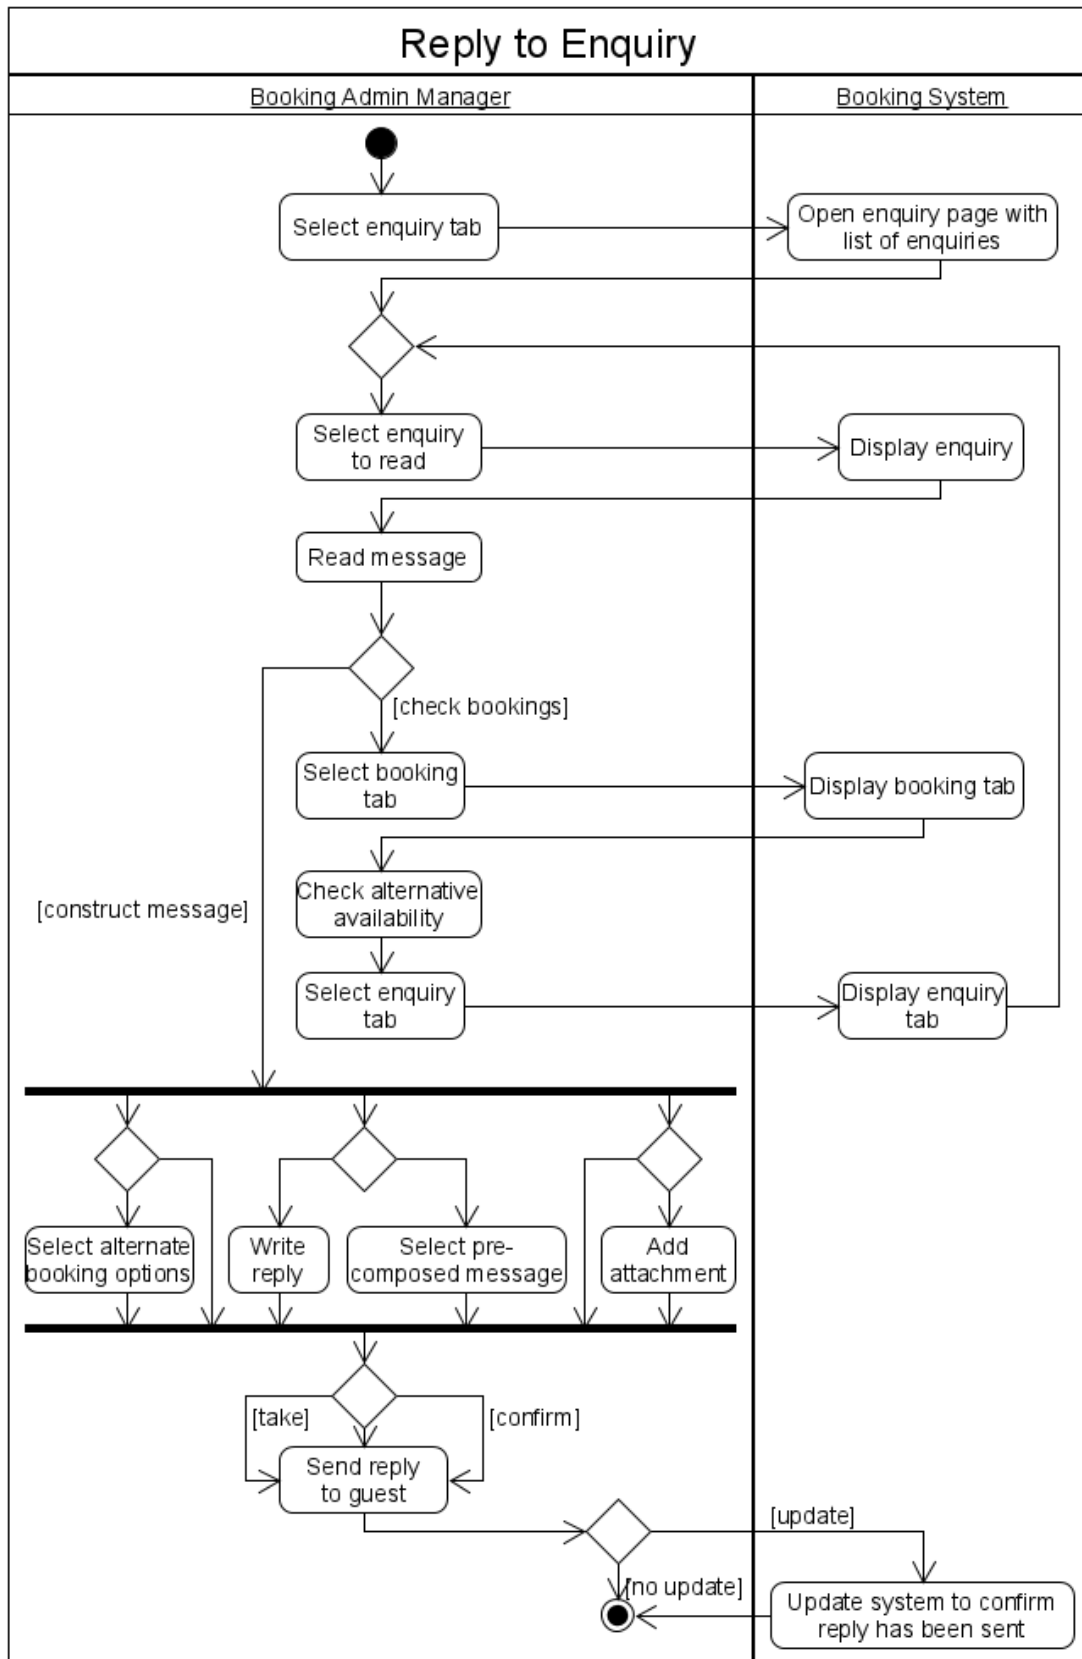 Reply to Enquiry
Booking Admin Manager
Booking System
Select enquiry tab
Open enquiry page with
list of enquiries
Select enquiry
to read
Display enquiry
Read message
[check bookings]
Select booking
tab
Display booking tab
Check alternative
availability
[construct message]
Select enquiry
tab
Display enquiry
tab
Select alternate
booking options
Write
reply
Select pre-
composed message
Add
attachment
[take]
[confirm]
Send reply
to guest
[update]
[no update]
Update system to confirm
reply has been sent